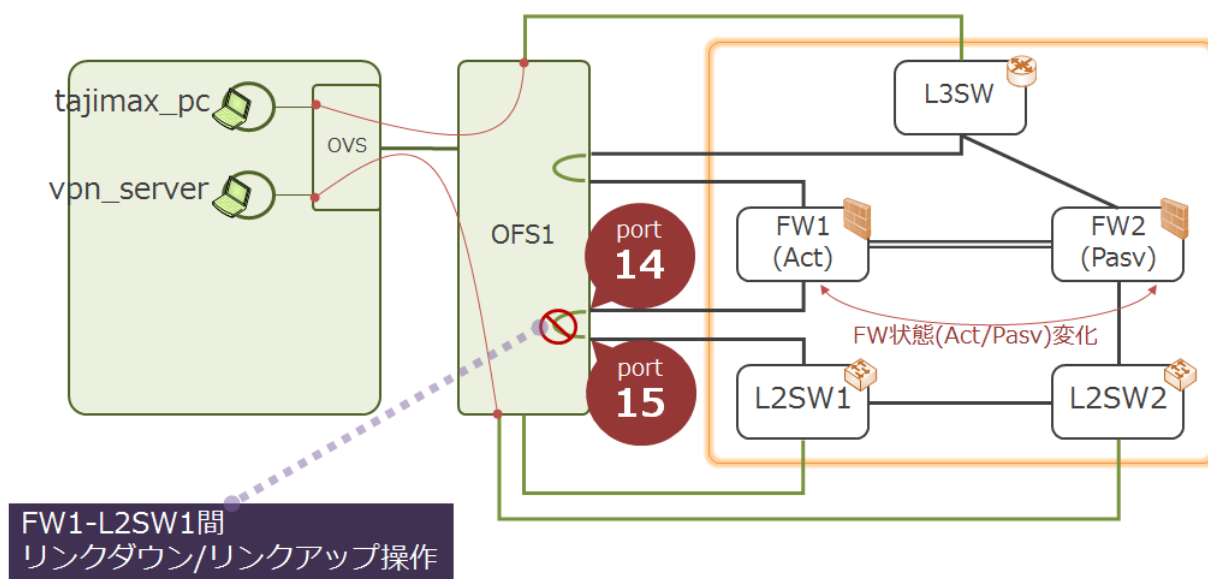 tajimax_pc
vpn_server
OVS
OFS1
L3SW
port
14
FW1
(Act)
FW2
(Pasv)
FW状態(Act/Pasv)変化
port
15
L2SW1
L2SW2
FW1-L2SW1間
リンクダウン/リンクアップ操作